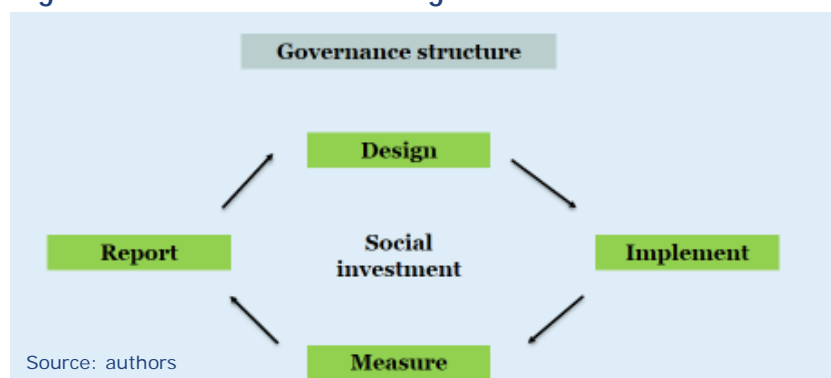 Governance structure
Design
Report
Social
investment
Implement
Measure
Source: authors